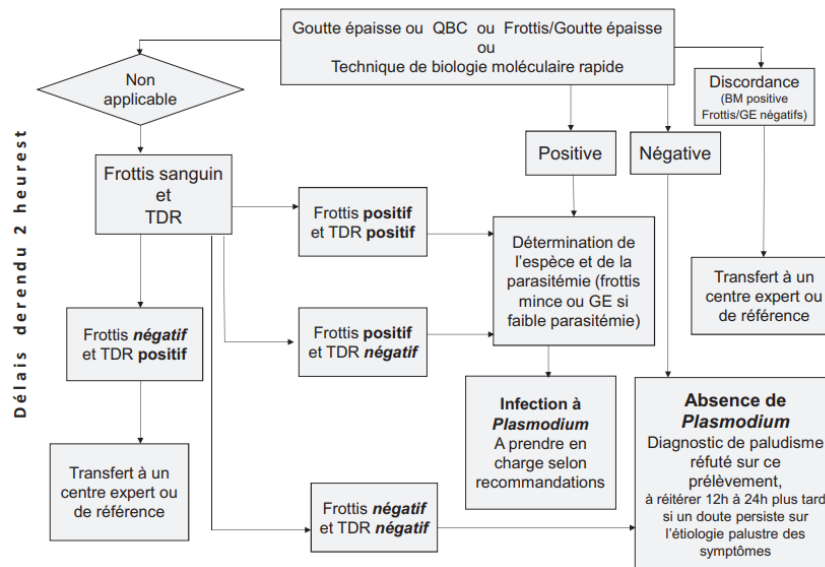 Goutte épaisse ou QBC ou Frottis/Goutte épaisse
ou
Technique de biologie moléculaire rapide
Non
applicable
Discordance
(BM positive
Frottis/GE négatifs)
Positive
Négative
Délais derendu 2 heurest
Frottis sanguin
et
TDR
Frottis positif
et TDR positif
Détermination de
l'espèce et de la
parasitémie (frottis
mince ou GE si
faible parasitémie)
Transfert à un
centre expert ou
de référence
Frottis négatif
et TDR positif
Frottis positif
et TDR négatif
Infection à
Plasmodium
A prendre en
charge selon
recommandations
Absence de
Plasmodium
Diagnostic de paludisme
réfuté sur ce
prélèvement,
à réitérer 12h à 24h plus tard
si un doute persiste sur
l'étiologie palustre des
symptômes
Transfert à un
centre expert ou
de référence
Frottis négatif
et TDR négatif